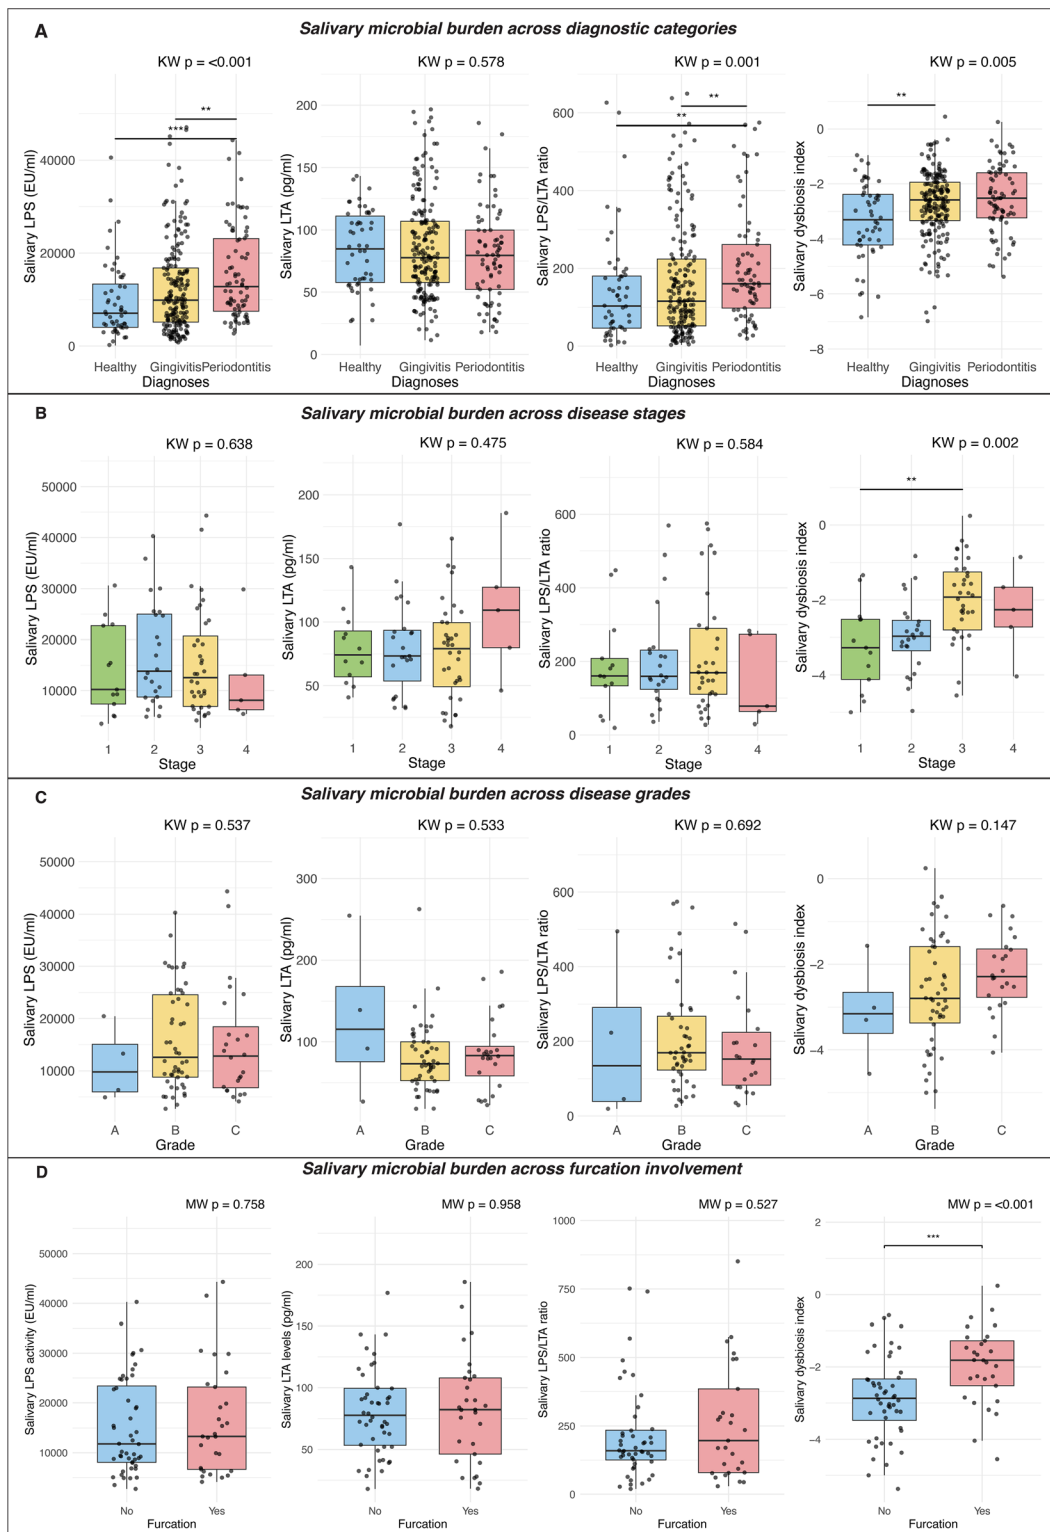 A
Salivary microbial burden across diagnostic categories
KW p = <0.001
Salivary LPS (EU/ml)
40000
20000
10000
0
**
***
Healthy Gingivitis Periodontitis
Diagnoses
KW p = 0.578
Salivary LTA (pg/ml)
200
150
100
50
0
Healthy Gingivitis Periodontitis
Diagnoses
KW p = 0.001
Salivary LPS/LTA ratio
600
400
200
0
**
**
Healthy Gingivitis Periodontitis
Diagnoses
KW p = 0.005
Salivary dysbiosis index
0
−2
−4
−6
−8
**
Healthy Gingivitis Periodontitis
Diagnoses
B
Salivary microbial burden across disease stages
KW p = 0.638
Salivary LPS (EU/ml)
50000
40000
30000
20000
10000
1 2 3 4
Stage
KW p = 0.475
Salivary LTA (pg/ml)
200
150
100
50
1 2 3 4
Stage
KW p = 0.584
Salivary LPS/LTA ratio
600
400
200
0
1 2 3 4
Stage
KW p = 0.002
Salivary dysbiosis index
0
−2
−4
**
1 2 3 4
Stage
C
Salivary microbial burden across disease grades
KW p = 0.537
Salivary LPS (EU/ml)
50000
40000
30000
20000
10000
A B C
Grade
KW p = 0.533
Salivary LTA (pg/ml)
300
200
100
A B C
Grade
KW p = 0.692
Salivary LPS/LTA ratio
600
400
200
0
A B C
Grade
KW p = 0.147
Salivary dysbiosis index
0
−2
−4
A B C
Grade
D
Salivary microbial burden across furcation involvement
MW p = 0.758
Salivary LPS activity (EU/ml)
50000
40000
30000
20000
10000
No Yes
Furcation
MW p = 0.958
Salivary LTA levels (pg/ml)
200
150
100
50
No Yes
Furcation
MW p = 0.527
Salivary LPS/LTA ratio
1000
750
500
250
0
No Yes
Furcation
MW p = <0.001
Salivary dysbiosis index
2
0
−2
−4
***
No Yes
Furcation